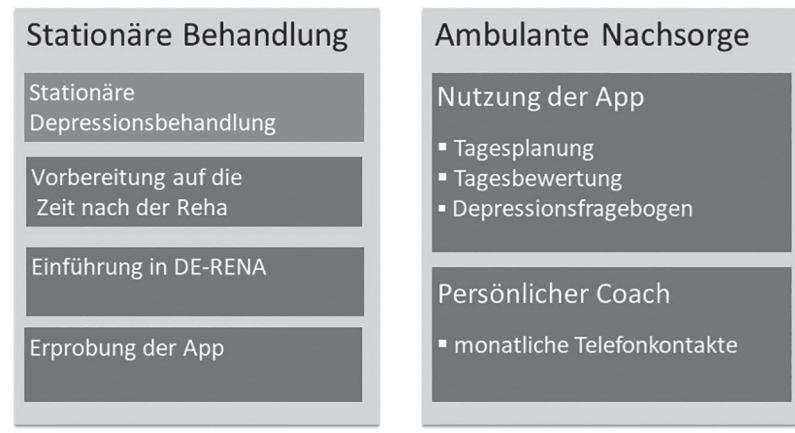 Stationäre Behandlung
Stationäre
Depressionsbehandlung
Vorbereitung auf die
Zeit nach der Reha
Einführung in DE-RENA
Erprobung der App
Ambulante Nachsorge
Nutzung der App
▪ Tagesplanung
▪ Tagesbewertung
▪ Depressionsfragebogen
Persönlicher Coach
▪ monatliche Telefonkontakte